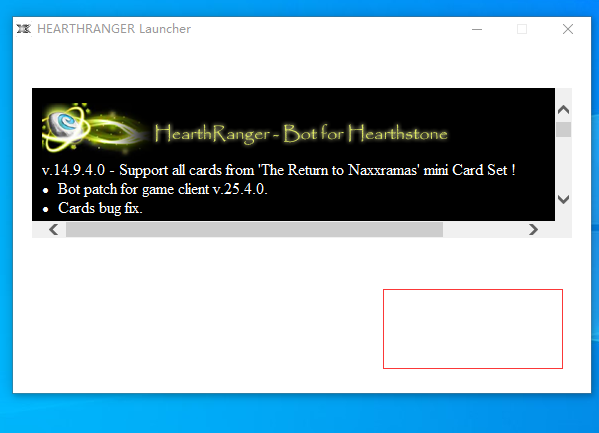 HEARTHRANGER Launcher
HearthRanger - Bot for Hearthstone
v.14.9.4.0 - Support all cards from 'The Return to Naxxramas' mini Card Set !
• Bot patch for game client v.25.4.0.
• Cards bug fix.